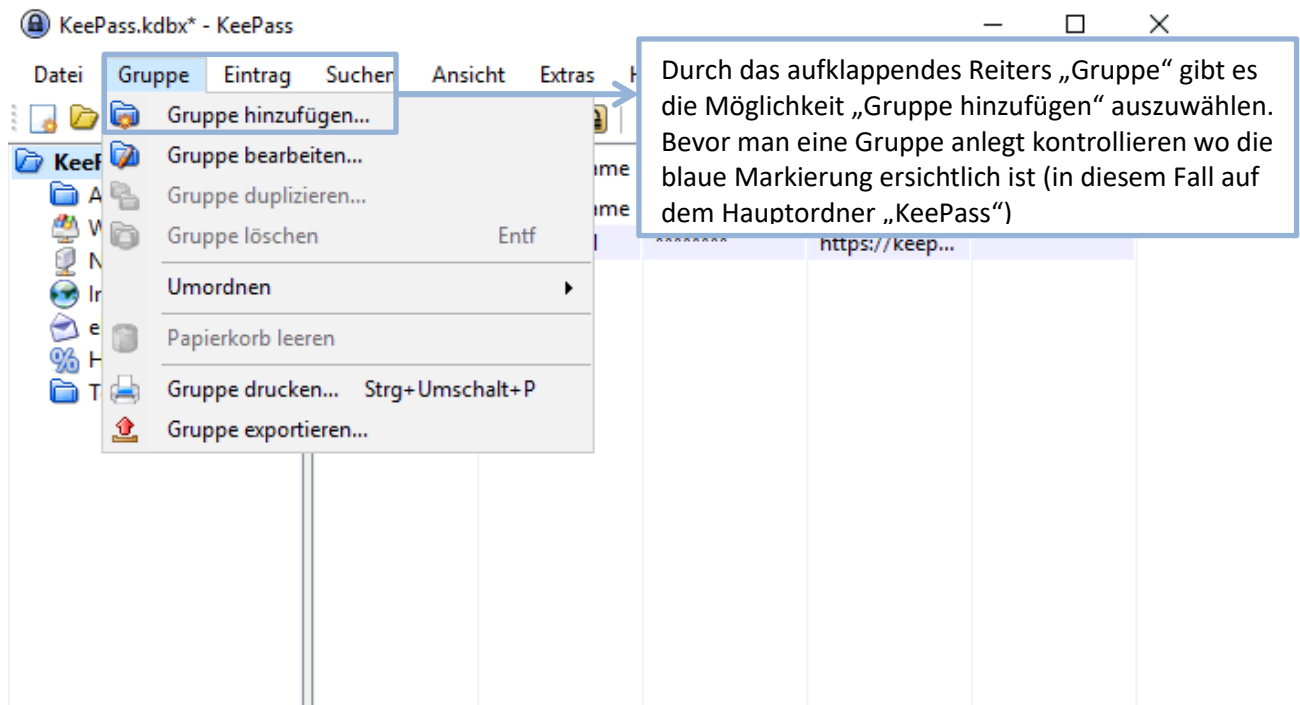 KeePass.kdbx* - KeePass
Datei Gruppe Eintrag Suchen Ansicht Extras
Durch das aufklappendes Reiters „Gruppe“ gibt es
die Möglichkeit „Gruppe hinzufügen“ auszuwählen.
Bevor man eine Gruppe anlegt kontrollieren wo die
blaue Markierung ersichtlich ist (in diesem Fall auf
dem Hauptordner „KeePass“)
Gruppe hinzufügen...
Gruppe bearbeiten...
Gruppe duplizieren...
Gruppe löschen Entf
https://keep...
Umordnen
Papierkorb leeren
Gruppe drucken... Strg+Umschalt+P
Gruppe exportieren...